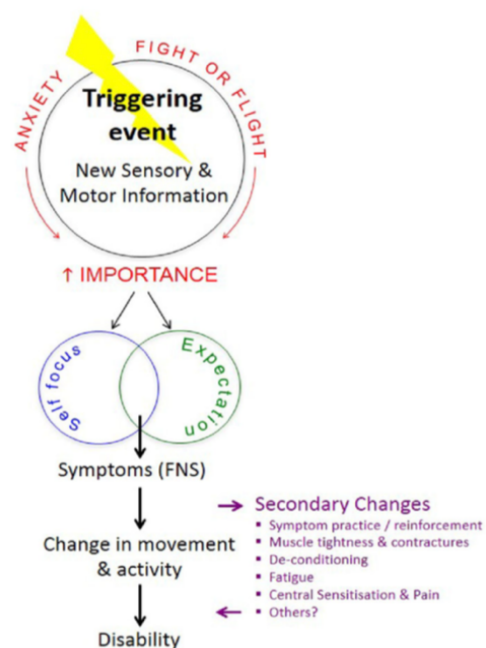 ANXIETY
FIGHT OR FLIGHT
Triggering
event
New Sensory &
Motor Information
↑ IMPORTANCE
Self focus
Expectation
Symptoms (FNS)
Change in movement
& activity
Disability
Secondary Changes
▪ Symptom practice / reinforcement
▪ Muscle tightness & contractures
▪ De-conditioning
▪ Fatigue
▪ Central Sensitisation & Pain
▪ Others?